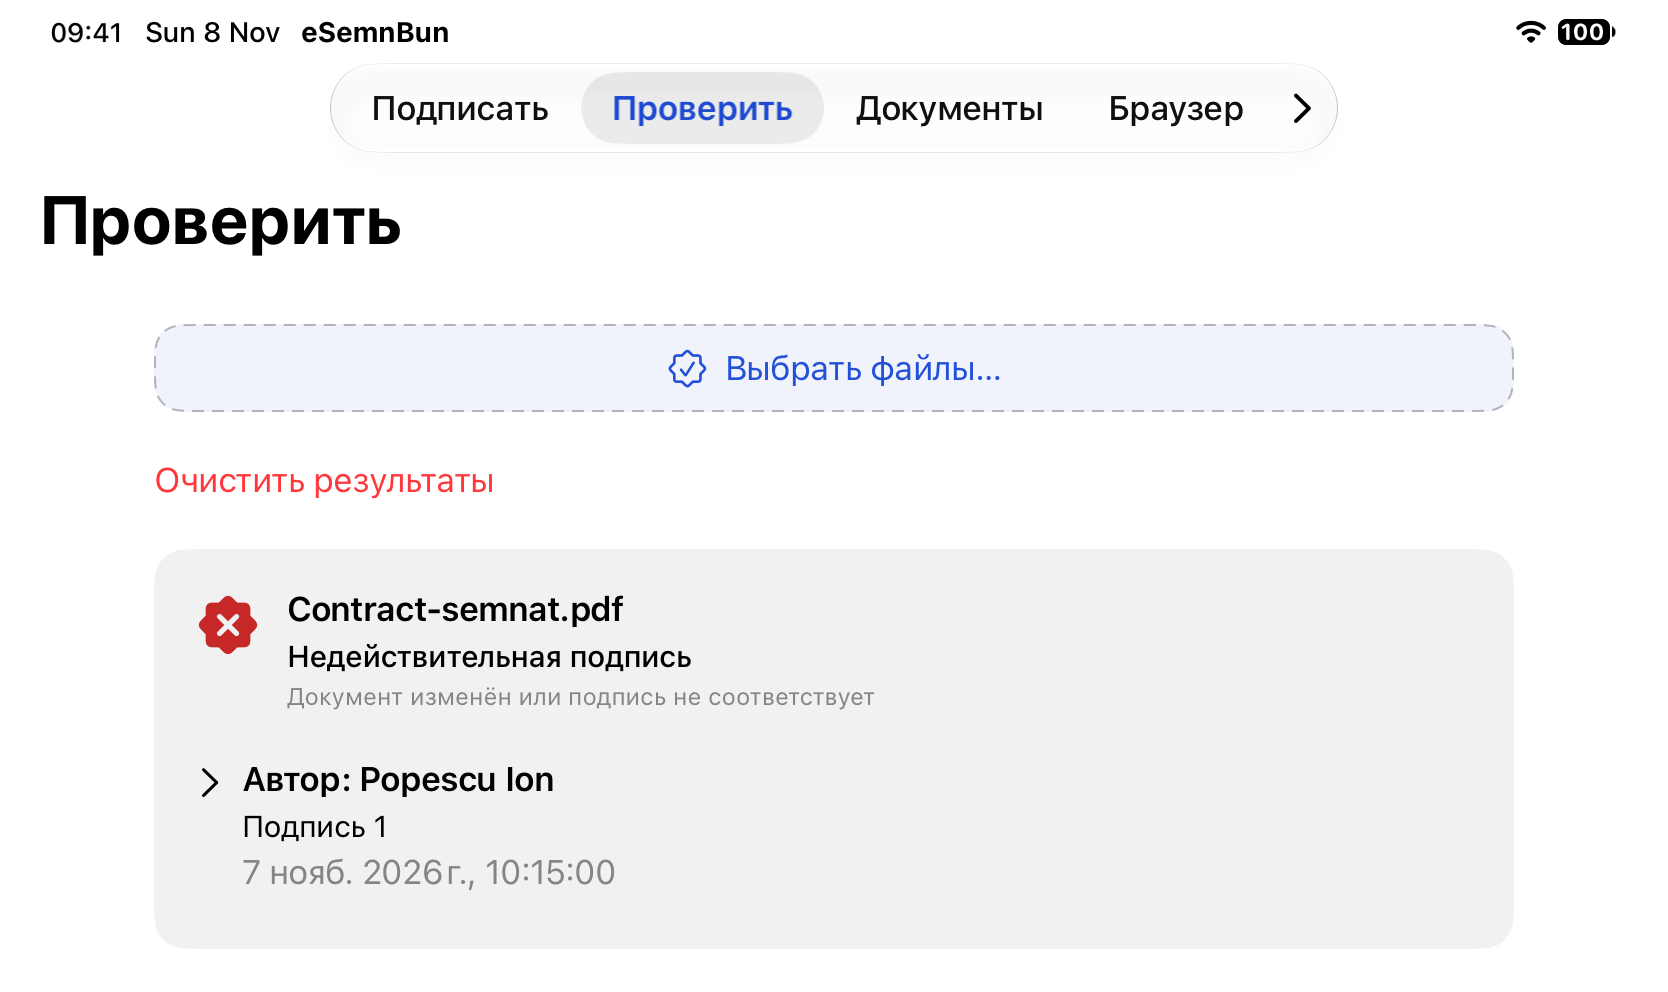 09:41 Sun 8 Nov eSemnBun 100
Подписать Проверить Документы Браузер
Проверить
Выбрать файлы...
Очистить результаты
Contract-semnat.pdf
Недействительная подпись
Документ изменён или подпись не соответствует
Автор: Popescu Ion
Подпись 1
7 нояб. 2026 г., 10:15:00